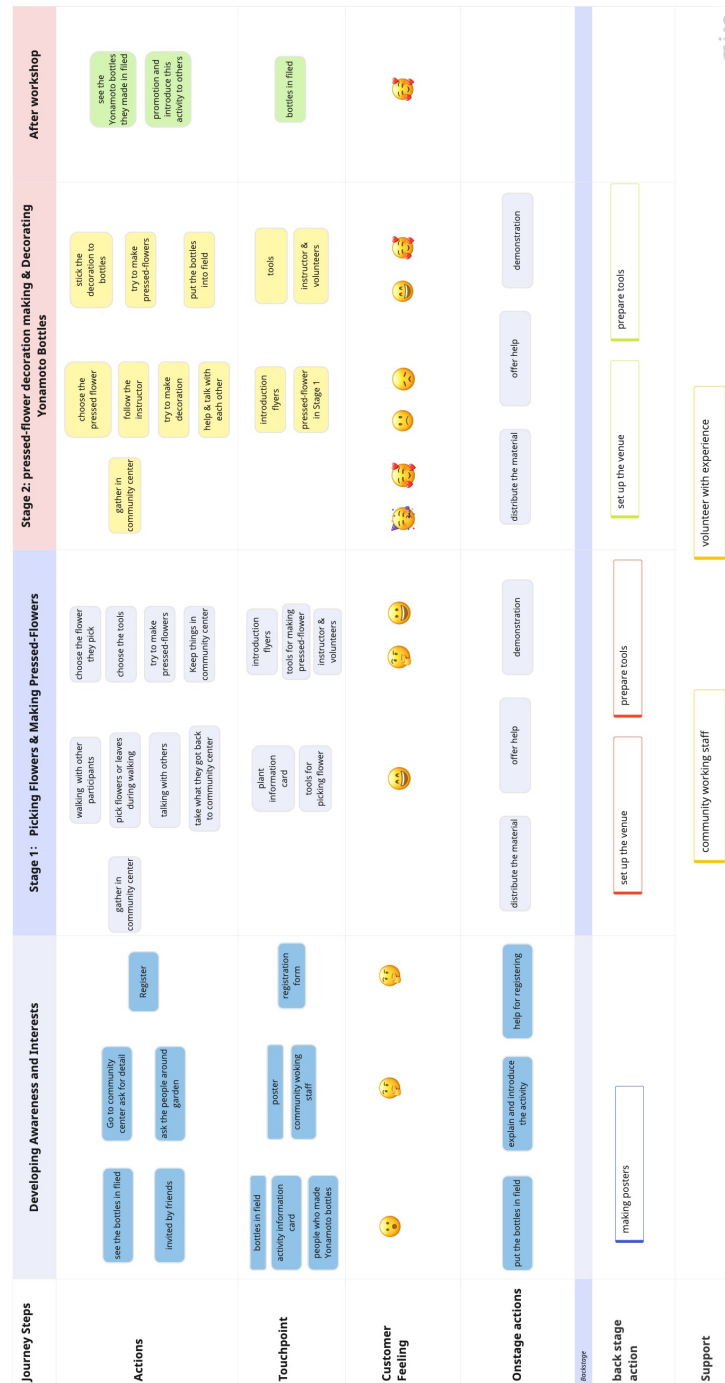 Journey Steps
Developing Awareness and Interests
Stage 1: Picking Flowers & Making Pressed-Flowers
Stage 2: pressed-flower decoration making & Decorating
Yonamoto Bottles
After workshop
Actions
see the bottles in flied
invited by friends
Go to community
center ask for detail
ask the people around
garden
Register
gather in
community center
walking with other
participants
pick flowers or leaves
during walking
talking with others
take what they got back
to community center
choose the flower
they pick
choose the tools
try to make
pressed-flowers
Keep things in
community center
gather in
community center
choose the
pressed flower
follow the
instructor
try to make
decoration
help & talk with
each other
stick the
decoration to
bottles
try to make
pressed-flowers
put the bottles
into field
see the
Yonamoto bottles
they made in filed
promotion and
introduce this
activity to others
Touchpoint
bottles in field
activity information
card
people who made
Yonamoto bottles
poster
community woking
staff
registration
form
plant
information
card
tools for
picking flower
introduction
flyers
tools for making
pressed-flower
instructor &
volunteers
introduction
flyers
pressed-flower
in Stage 1
tools
instructor &
volunteers
bottles in filed
Customer
Feeling
Onstage actions
put the bottles in field
explain and introduce
the activity
help for registering
distribute the material
offer help
demonstration
distribute the material
offer help
demonstration
Backstage
back stage
action
making posters
set up the venue
prepare tools
set up the venue
prepare tools
Support
community working staff
volunteer with experience